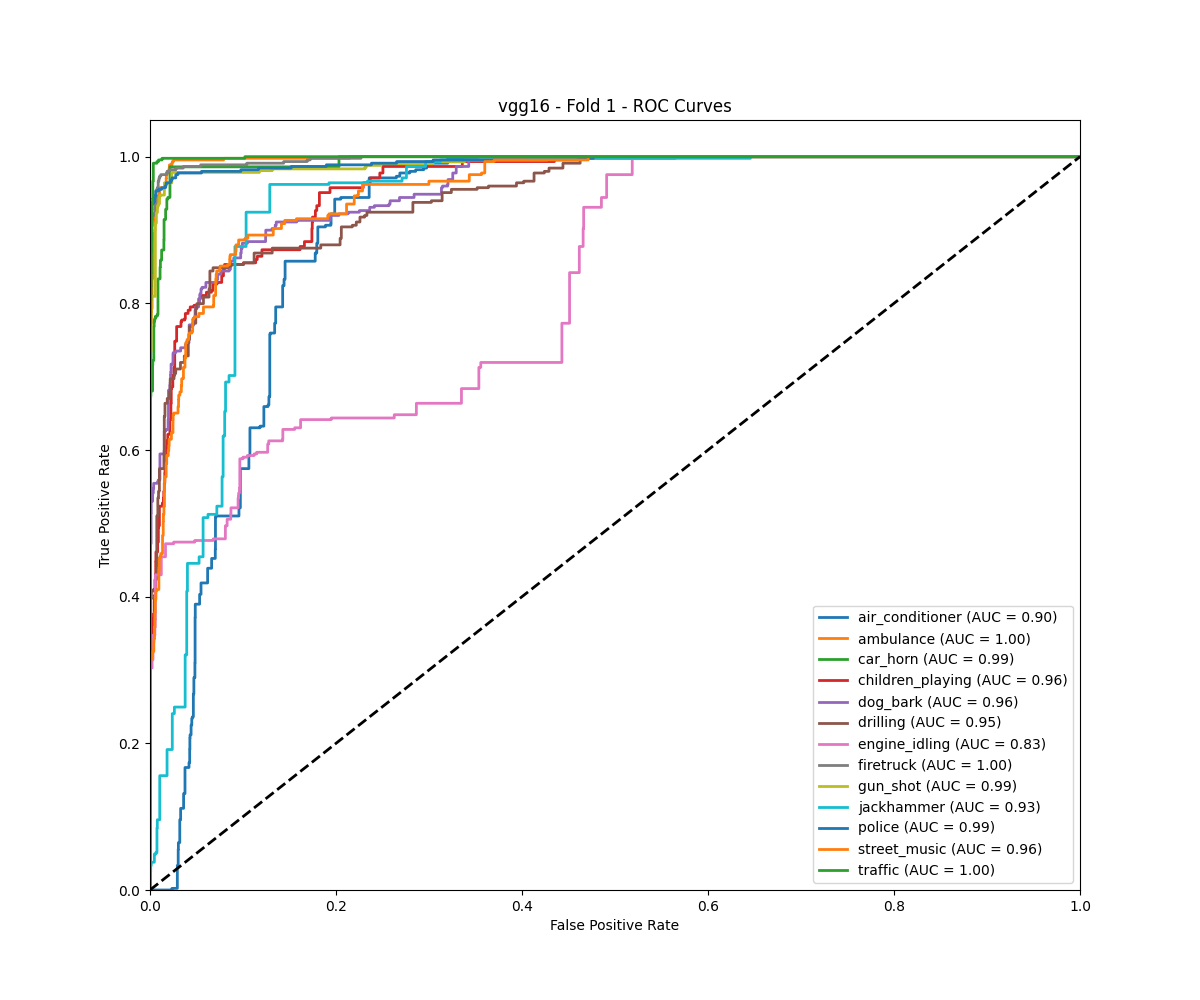 vgg16 - Fold 1 - ROC Curves
1.0
0.8
0.6
0.4
0.2
0.0
True Positive Rate
0.0
0.2
0.4
0.6
0.8
1.0
False Positive Rate
air_conditioner (AUC = 0.90)
ambulance (AUC = 1.00)
car_horn (AUC = 0.99)
children_playing (AUC = 0.96)
dog_bark (AUC = 0.96)
drilling (AUC = 0.95)
engine_idling (AUC = 0.83)
firetruck (AUC = 1.00)
gun_shot (AUC = 0.99)
jackhammer (AUC = 0.93)
police (AUC = 0.99)
street_music (AUC = 0.96)
traffic (AUC = 1.00)